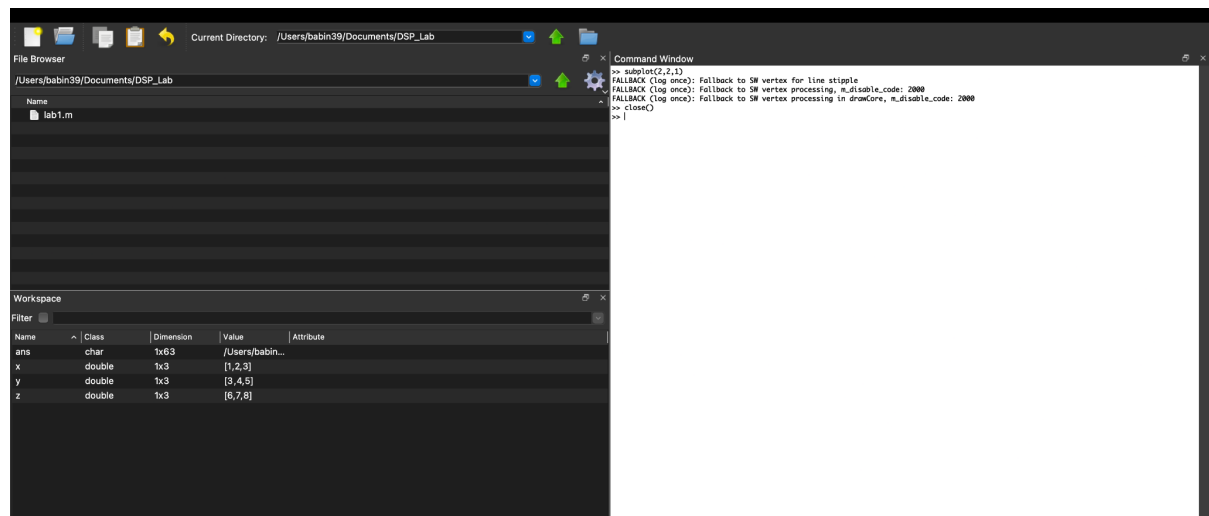 Current Directory: /Users/babin39/Documents/DSP_Lab
File Browser
/Users/babin39/Documents/DSP_Lab
Name
lab1.m
Workspace
Filter
Name Class Dimension Value Attribute
ans char 1x63 /Users/babin...
x double 1x3 [1,2,3]
y double 1x3 [3,4,5]
z double 1x3 [6,7,8]
Command Window
>> subplot(2,2,1)
FALLBACK (log once): Fallback to SW vertex for line stipple
FALLBACK (log once): Fallback to SW vertex processing, m_disable_code: 2000
FALLBACK (log once): Fallback to SW vertex processing in drawCore, m_disable_code: 2000
>> close()
>>